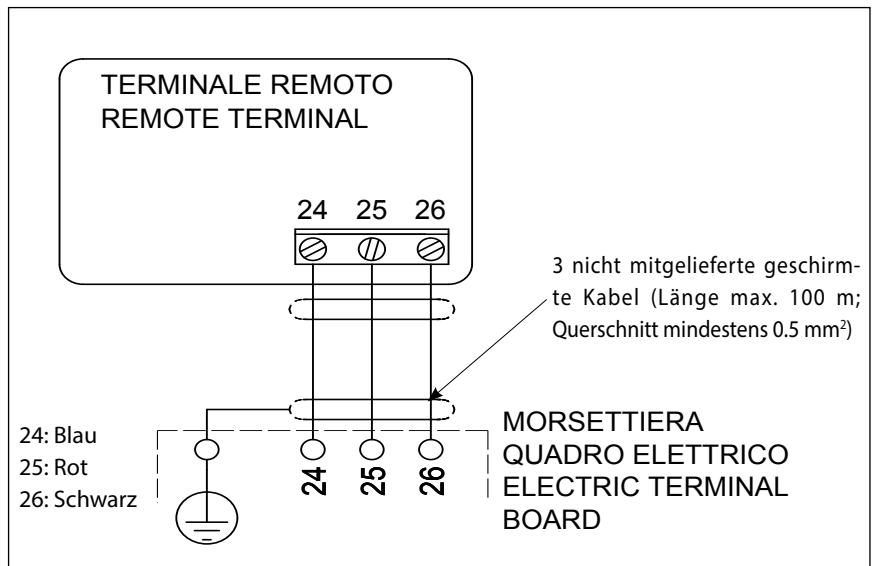 TERMINALE REMOTO
REMOTE TERMINAL
24 25 26
3 nicht mitgelieferte geschirm-
te Kabel (Länge max. 100 m;
Querschnitt mindestens 0.5 mm²)
24: Blau
25: Rot
26: Schwarz
24 25 26
MORSETTIERA
QUADRO ELETTRICO
ELECTRIC TERMINAL
BOARD